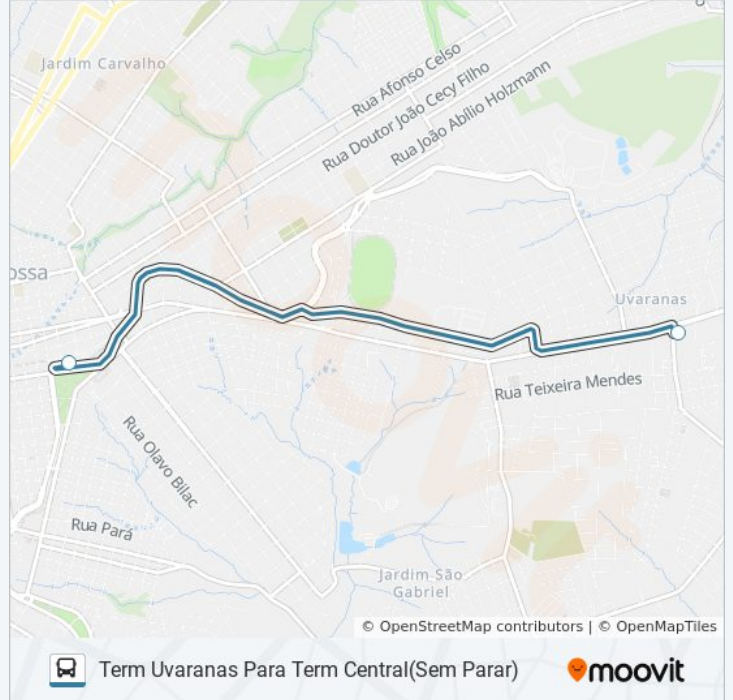 Jardim Carvalho
Rua Afonso Celso
Rua Doutor João Cecy Filho
Rua João Abílio Holzmann
ossa
Uvaranas
Rua Teixeira Mendes
Rua Olavo Bilac
Rua Pará
Jardim São
Gabriel
© OpenStreetMap contributors | © OpenMapTiles
Term Uvaranas Para Term Central(Sem Parar)
moovit